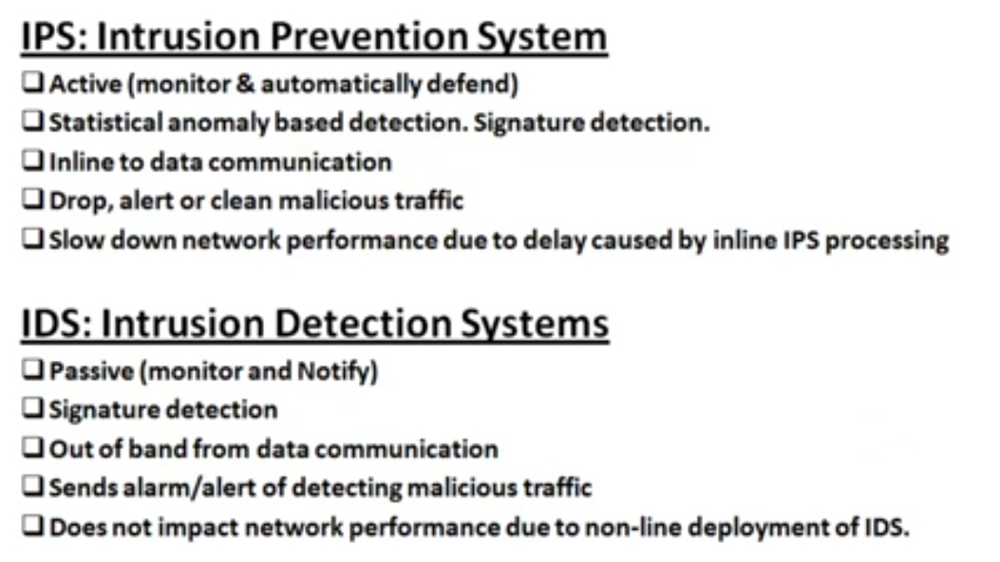 IPS: Intrusion Prevention System
❑ Active (monitor & automatically defend)
❑ Statistical anomaly based detection. Signature detection.
❑ Inline to data communication
❑ Drop, alert or clean malicious traffic
❑ Slow down network performance due to delay caused by inline IPS processing
IDS: Intrusion Detection Systems
❑ Passive (monitor and Notify)
❑ Signature detection
❑ Out of band from data communication
❑ Sends alarm/alert of detecting malicious traffic
❑ Does not impact network performance due to non-line deployment of IDS.